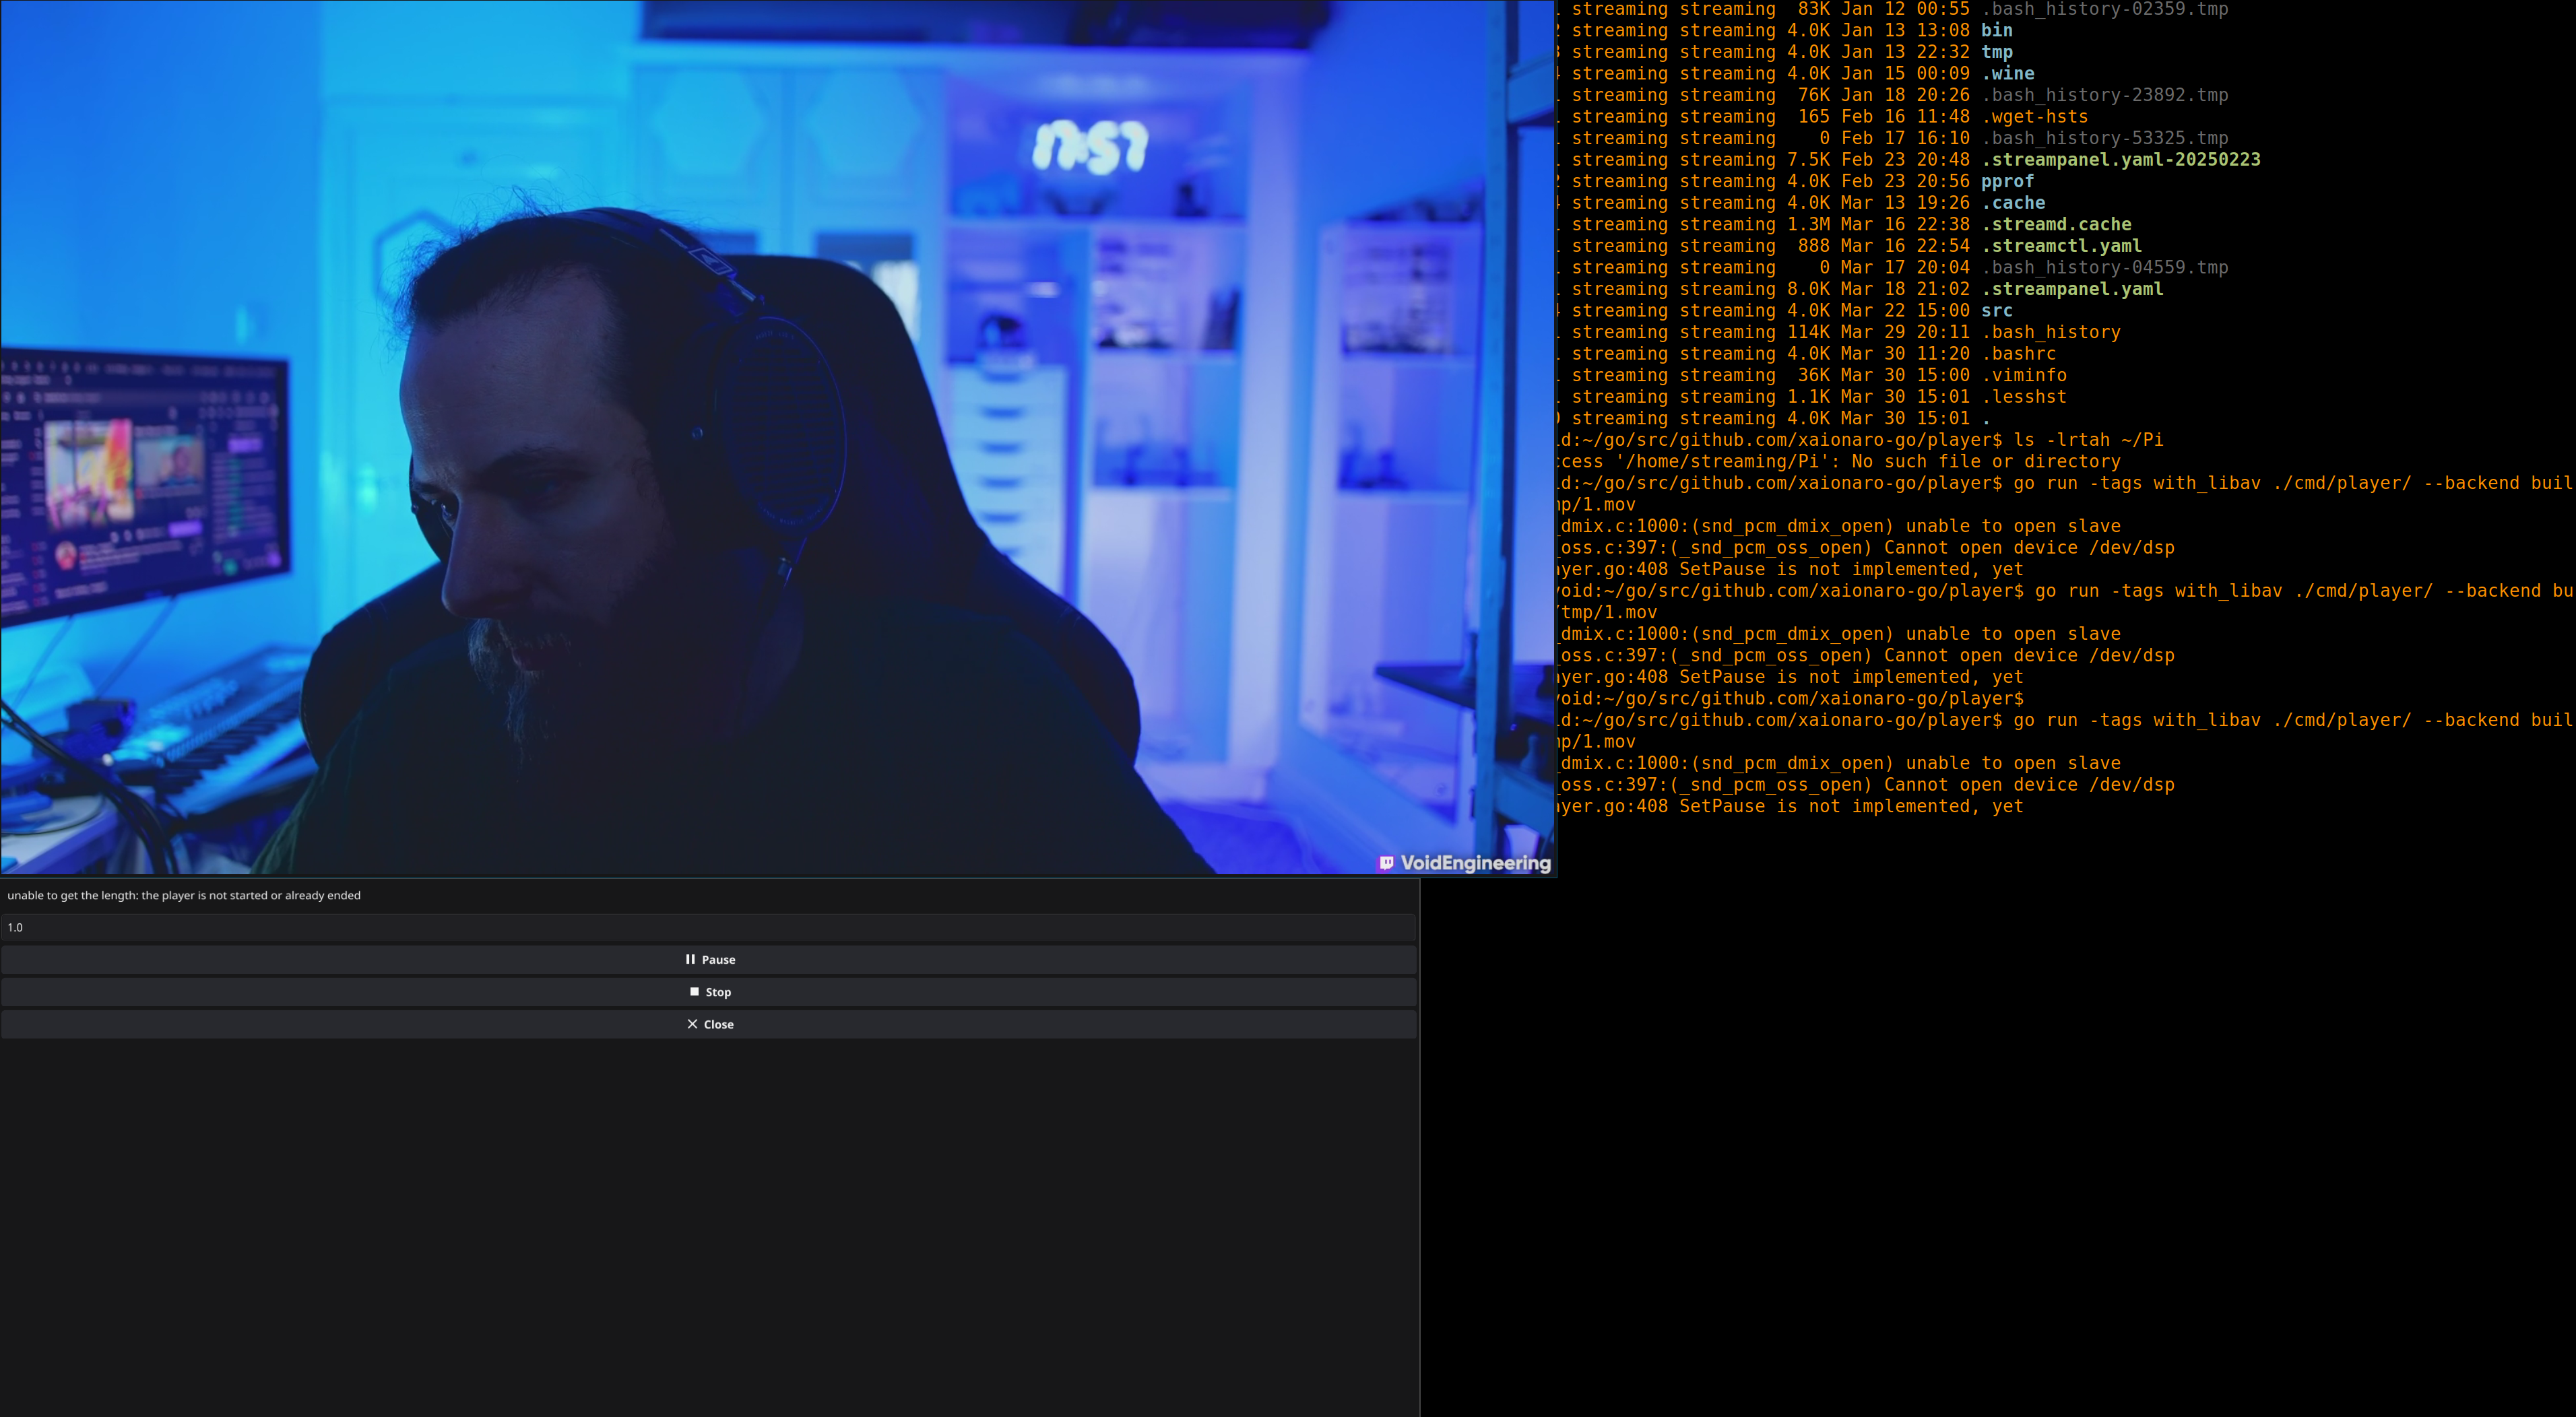 17:57
VoidEngineering
streaming streaming 83K Jan 12 00:55 .bash_history-02359.tmp
streaming streaming 4.0K Jan 13 13:08 bin
streaming streaming 4.0K Jan 13 22:32 tmp
streaming streaming 4.0K Jan 15 00:09 .wine
streaming streaming 76K Jan 18 20:26 .bash_history-23892.tmp
streaming streaming 165 Feb 16 11:48 .wget-hsts
streaming streaming 0 Feb 17 16:10 .bash_history-53325.tmp
streaming streaming 7.5K Feb 23 20:48 .streampanel.yaml-20250223
streaming streaming 4.0K Feb 23 20:56 pprof
streaming streaming 4.0K Mar 13 19:26 .cache
streaming streaming 1.3M Mar 16 22:38 .streamd.cache
streaming streaming 888 Mar 16 22:54 .streamctl.yaml
streaming streaming 0 Mar 17 20:04 .bash_history-04559.tmp
streaming streaming 8.0K Mar 18 21:02 .streampanel.yaml
streaming streaming 4.0K Mar 22 15:00 src
streaming streaming 114K Mar 29 20:11 .bash_history
streaming streaming 4.0K Mar 30 11:20 .bashrc
streaming streaming 36K Mar 30 15:00 .viminfo
streaming streaming 1.1K Mar 30 15:01 .lesshst
streaming streaming 4.0K Mar 30 15:01 .
d:~/go/src/github.com/xaionaro-go/player$ ls -lrtah ~/Pi
cess '/home/streaming/Pi': No such file or directory
d:~/go/src/github.com/xaionaro-go/player$ go run -tags with_libav ./cmd/player/ --backend buil
mp/1.mov
dmix.c:1000:(snd_pcm_dmix_open) unable to open slave
oss.c:397:(_snd_pcm_oss_open) Cannot open device /dev/dsp
yer.go:408 SetPause is not implemented, yet
void:~/go/src/github.com/xaionaro-go/player$ go run -tags with_libav ./cmd/player/ --backend bu
/tmp/1.mov
dmix.c:1000:(snd_pcm_dmix_open) unable to open slave
oss.c:397:(_snd_pcm_oss_open) Cannot open device /dev/dsp
yer.go:408 SetPause is not implemented, yet
void:~/go/src/github.com/xaionaro-go/player$
d:~/go/src/github.com/xaionaro-go/player$ go run -tags with_libav ./cmd/player/ --backend buil
mp/1.mov
dmix.c:1000:(snd_pcm_dmix_open) unable to open slave
oss.c:397:(_snd_pcm_oss_open) Cannot open device /dev/dsp
yer.go:408 SetPause is not implemented, yet
unable to get the length: the player is not started or already ended
1.0
Pause
Stop
Close